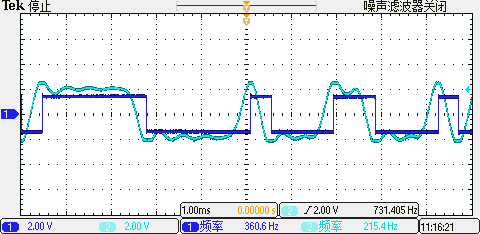 Tek 停止 噪声滤波器关闭
1.00ms 0.00000 s 2 2.00 V 731.405 Hz
1 2.00 V 2 2.00 V 1 频率 360.6 Hz 2 频率 215.4 Hz 11:16:21